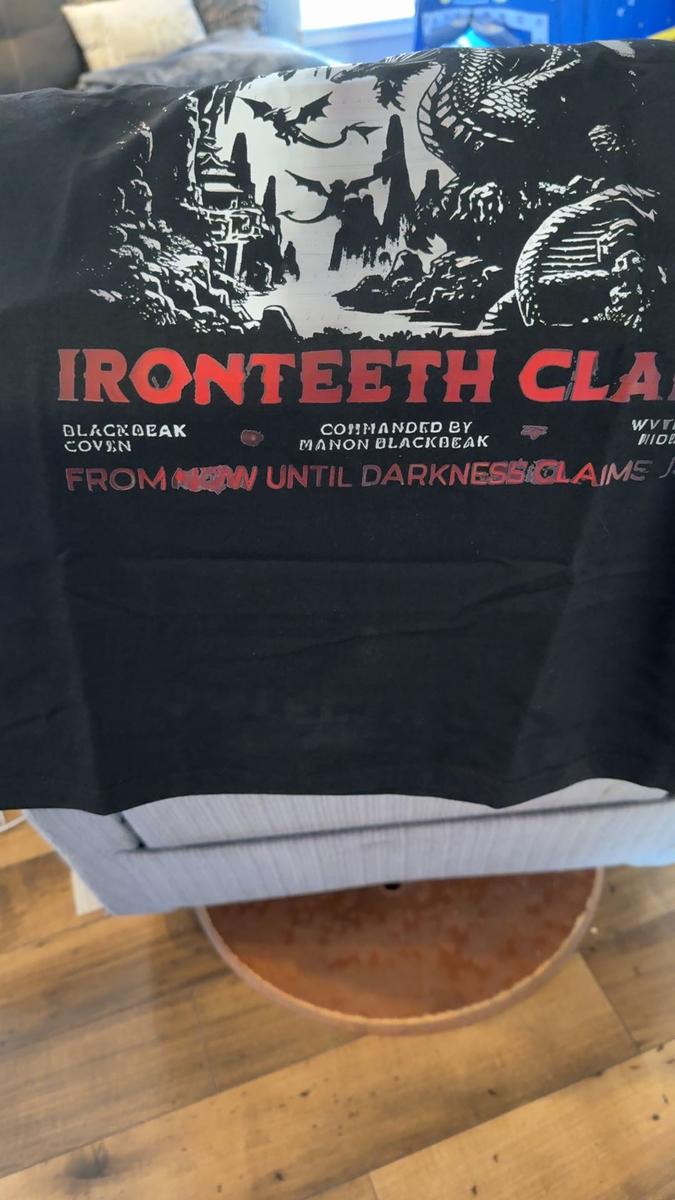 IRONTEETH CLA
BLACKBEAK
COVEN
COMMANDED BY
MANON BLACKBEAK
FROM NOW UNTIL DARKNESS CLAIMS